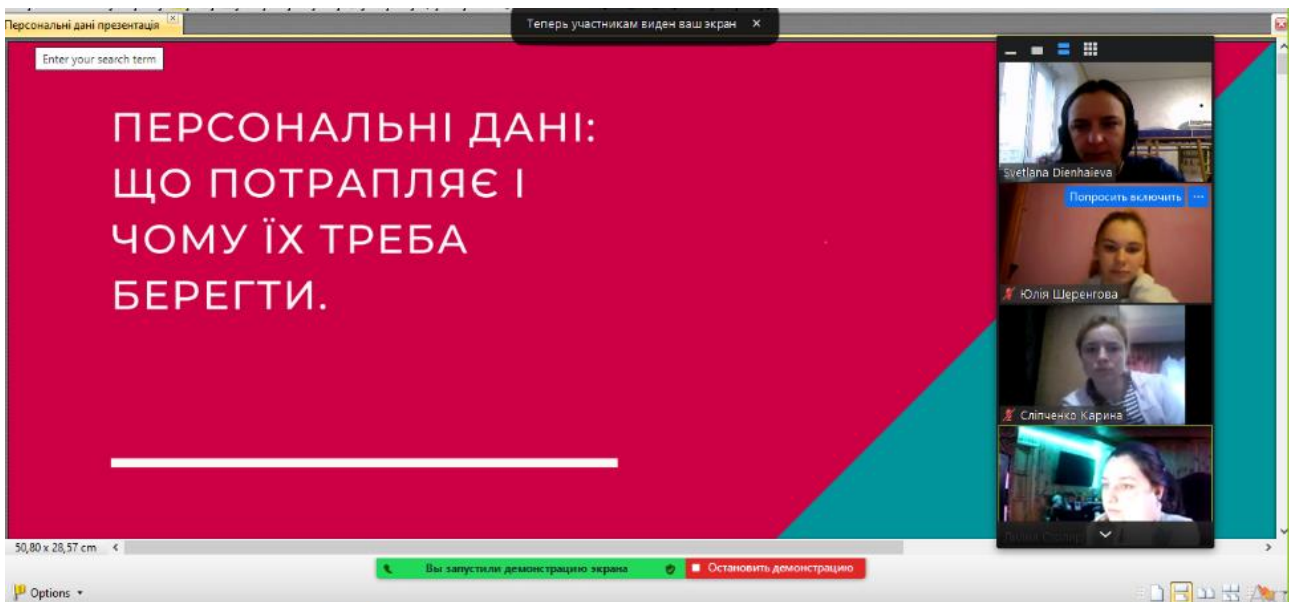 Персональні дані презентація
Теперь участникам виден ваш экран
Enter your search term
ПЕРСОНАЛЬНІ ДАНІ:
ЩО ПОТРАПЛЯЄ І
ЧОМУ ЇХ ТРЕБА
БЕРЕГТИ.
Svetlana Dienhaieva
Попросить включить
Юлія Шеренгова
Сліпченко Карина
50,80 x 28,57 cm
Вы запустили демонстрацию экрана
Остановить демонстрацию
Options